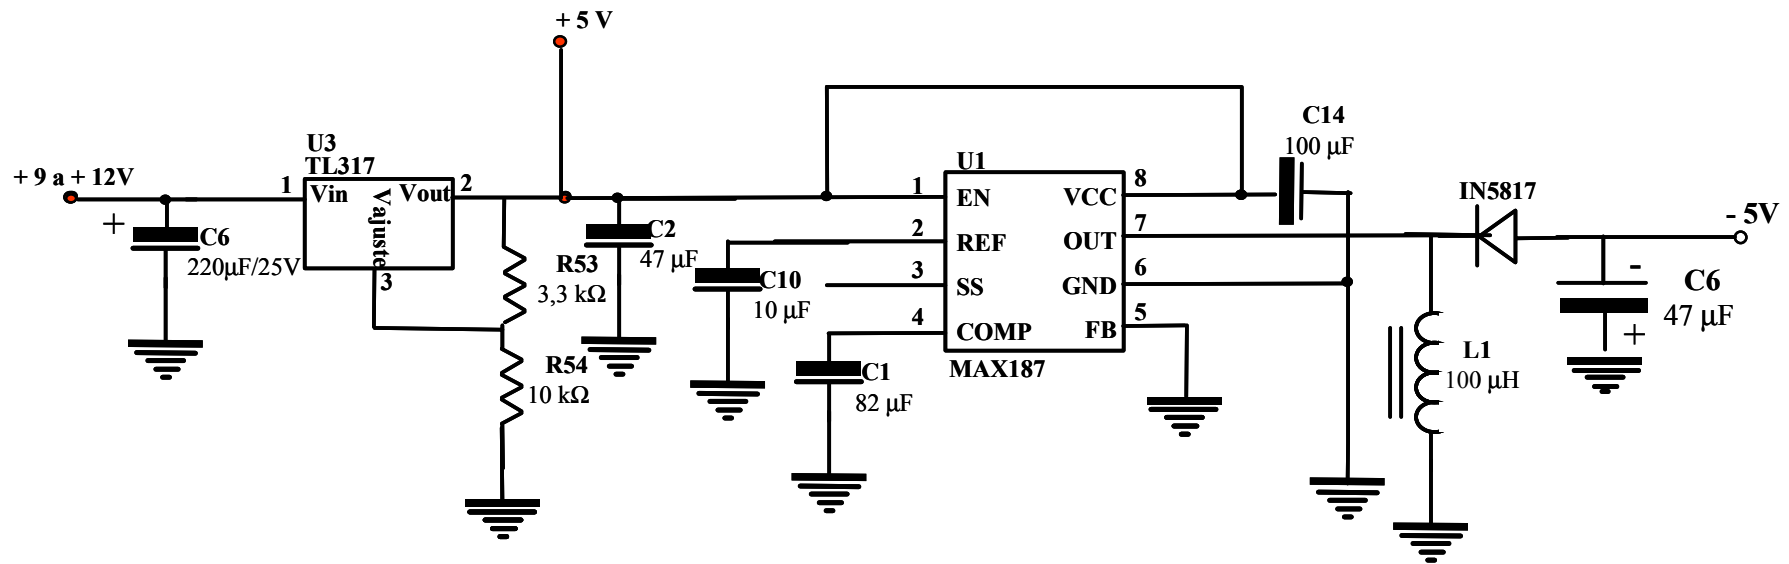 + 5 V
+ 9 a + 12V
+
C6
220µF/25V
U3
TL317
1
Vin
Vajuste
Vout
2
3
R53
3,3 kΩ
R54
10 kΩ
C2
47 µF
C10
10 µF
C1
82 µF
U1
1
EN
2
REF
3
SS
4
COMP
VCC
8
OUT
7
GND
6
FB
5
MAX187
C14
100 µF
IN5817
L1
100 µH
- 5V
-
C6
47 µF
+